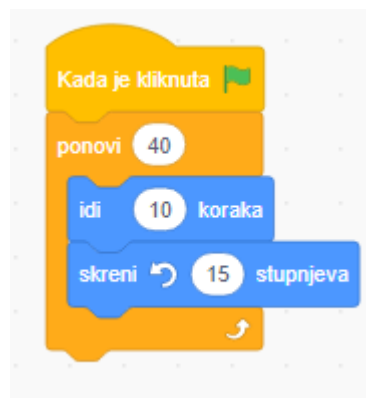 Kada je kliknuta
ponovi 40
idi 10 koraka
skreni 15 stupnjeva